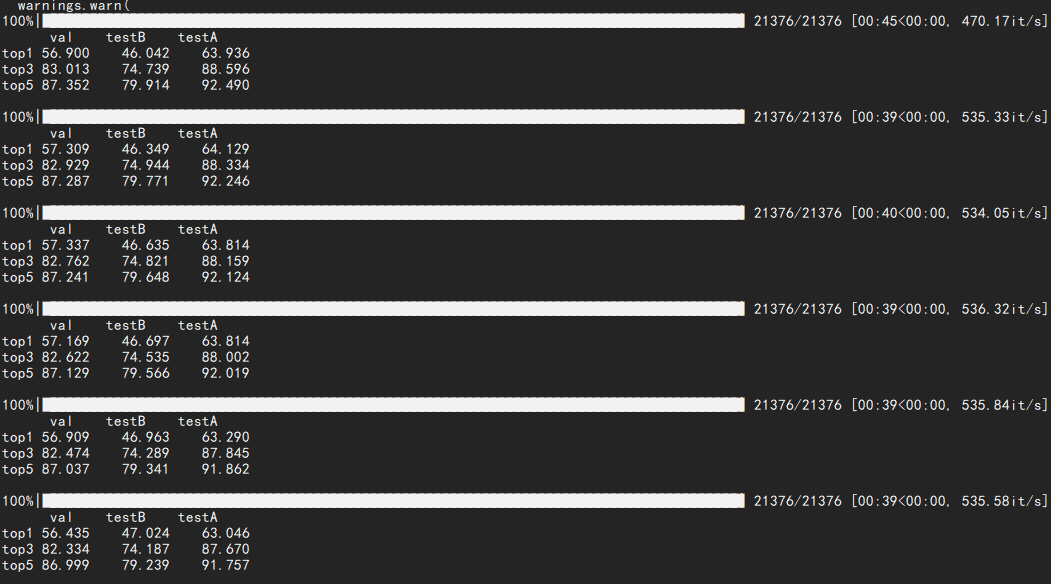 warnings.warn(
100%| 21376/21376 [00:45<00:00, 470.17it/s]
val testB testA
top1 56.900 46.042 63.936
top3 83.013 74.739 88.596
top5 87.352 79.914 92.490
100%| 21376/21376 [00:39<00:00, 535.33it/s]
val testB testA
top1 57.309 46.349 64.129
top3 82.929 74.944 88.334
top5 87.287 79.771 92.246
100%| 21376/21376 [00:40<00:00, 534.05it/s]
val testB testA
top1 57.337 46.635 63.814
top3 82.762 74.821 88.159
top5 87.241 79.648 92.124
100%| 21376/21376 [00:39<00:00, 536.32it/s]
val testB testA
top1 57.169 46.697 63.814
top3 82.622 74.535 88.002
top5 87.129 79.566 92.019
100%| 21376/21376 [00:39<00:00, 535.84it/s]
val testB testA
top1 56.909 46.963 63.290
top3 82.474 74.289 87.845
top5 87.037 79.341 91.862
100%| 21376/21376 [00:39<00:00, 535.58it/s]
val testB testA
top1 56.435 47.024 63.046
top3 82.334 74.187 87.670
top5 86.999 79.239 91.757